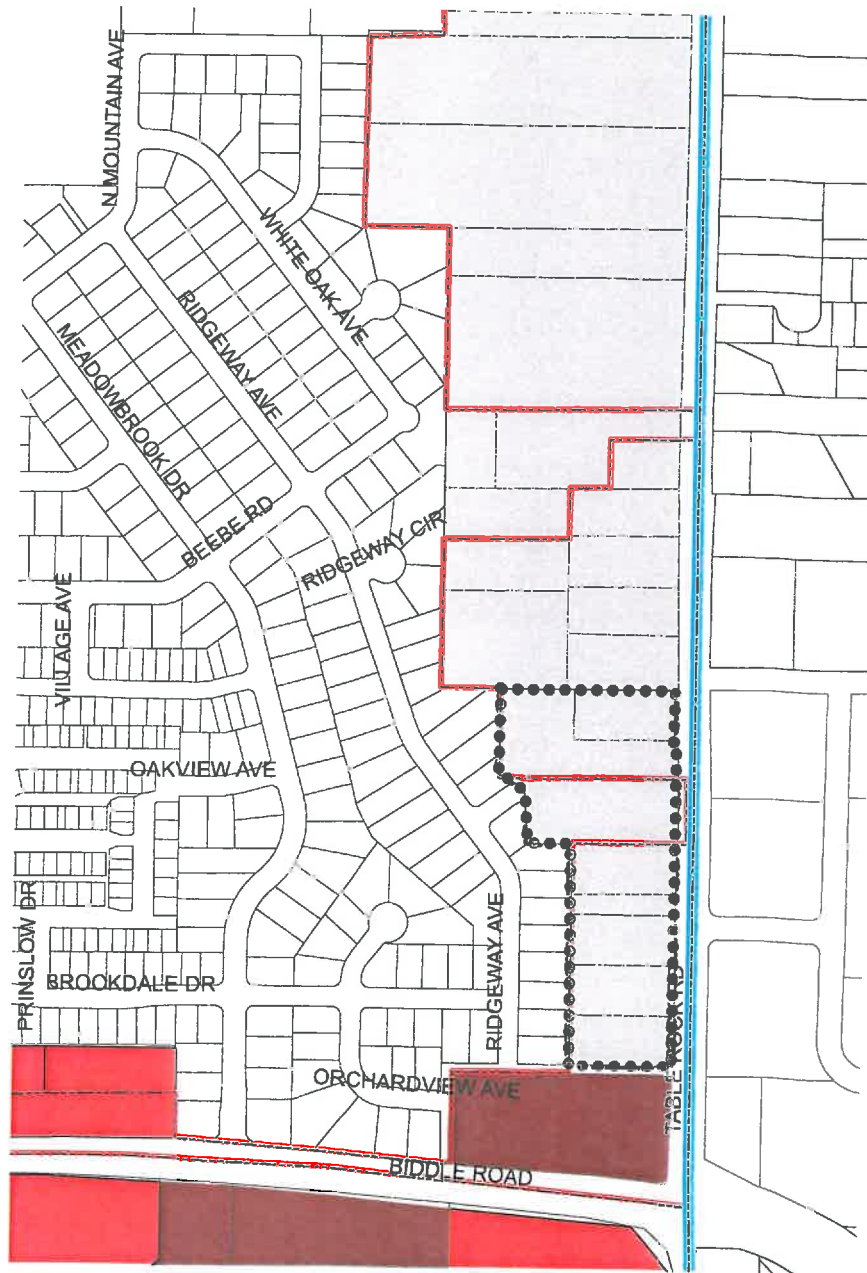 N MOUNTAIN AVE
WHITE OAK AVE
RIDGEWAY AVE
MEADOWBROOK DR
BEEBE RD
RIDGEWAY CIR
VILLAGE AVE
OAKVIEW AVE
PRINSLOW DR
BROOKDALE DR
RIDGEWAY AVE
ORCHARDVIEW AVE
TABLE ROCK RD
BIDDLE ROAD